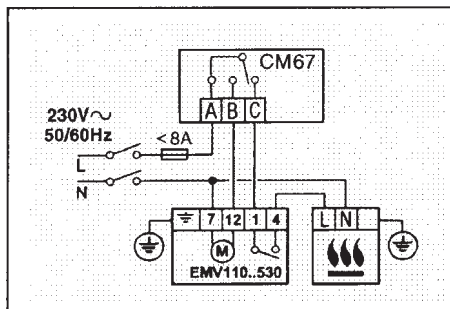 CM67
A B C
230V~
50/60Hz
<8A
L
N
7 12 1 4
L N
M
EMV110..530